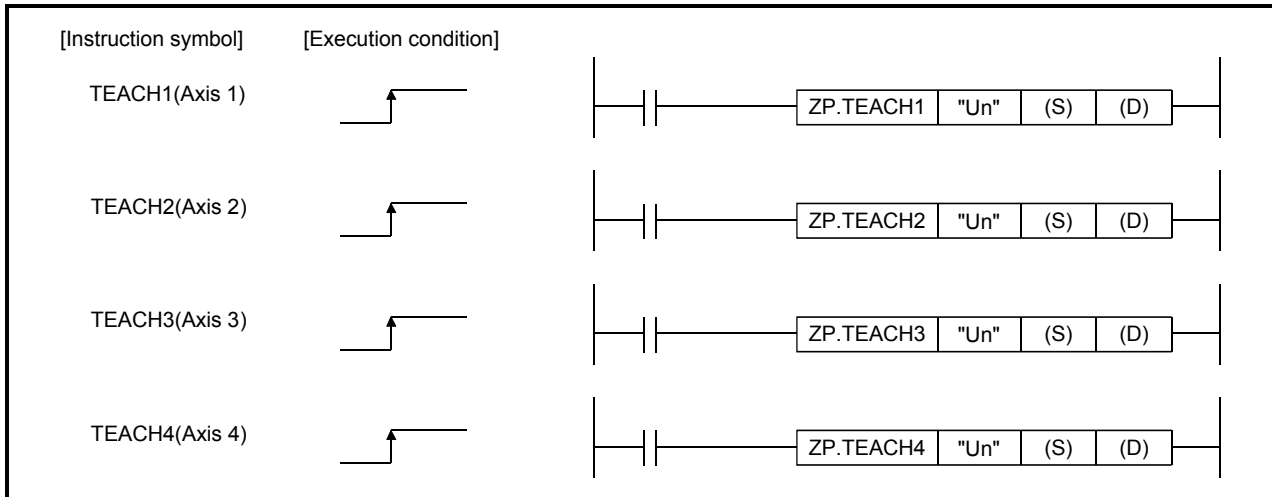 [Instruction symbol] [Execution condition]
TEACH1(Axis 1) ZP.TEACH1 "Un" (S) (D)
TEACH2(Axis 2) ZP.TEACH2 "Un" (S) (D)
TEACH3(Axis 3) ZP.TEACH3 "Un" (S) (D)
TEACH4(Axis 4) ZP.TEACH4 "Un" (S) (D)